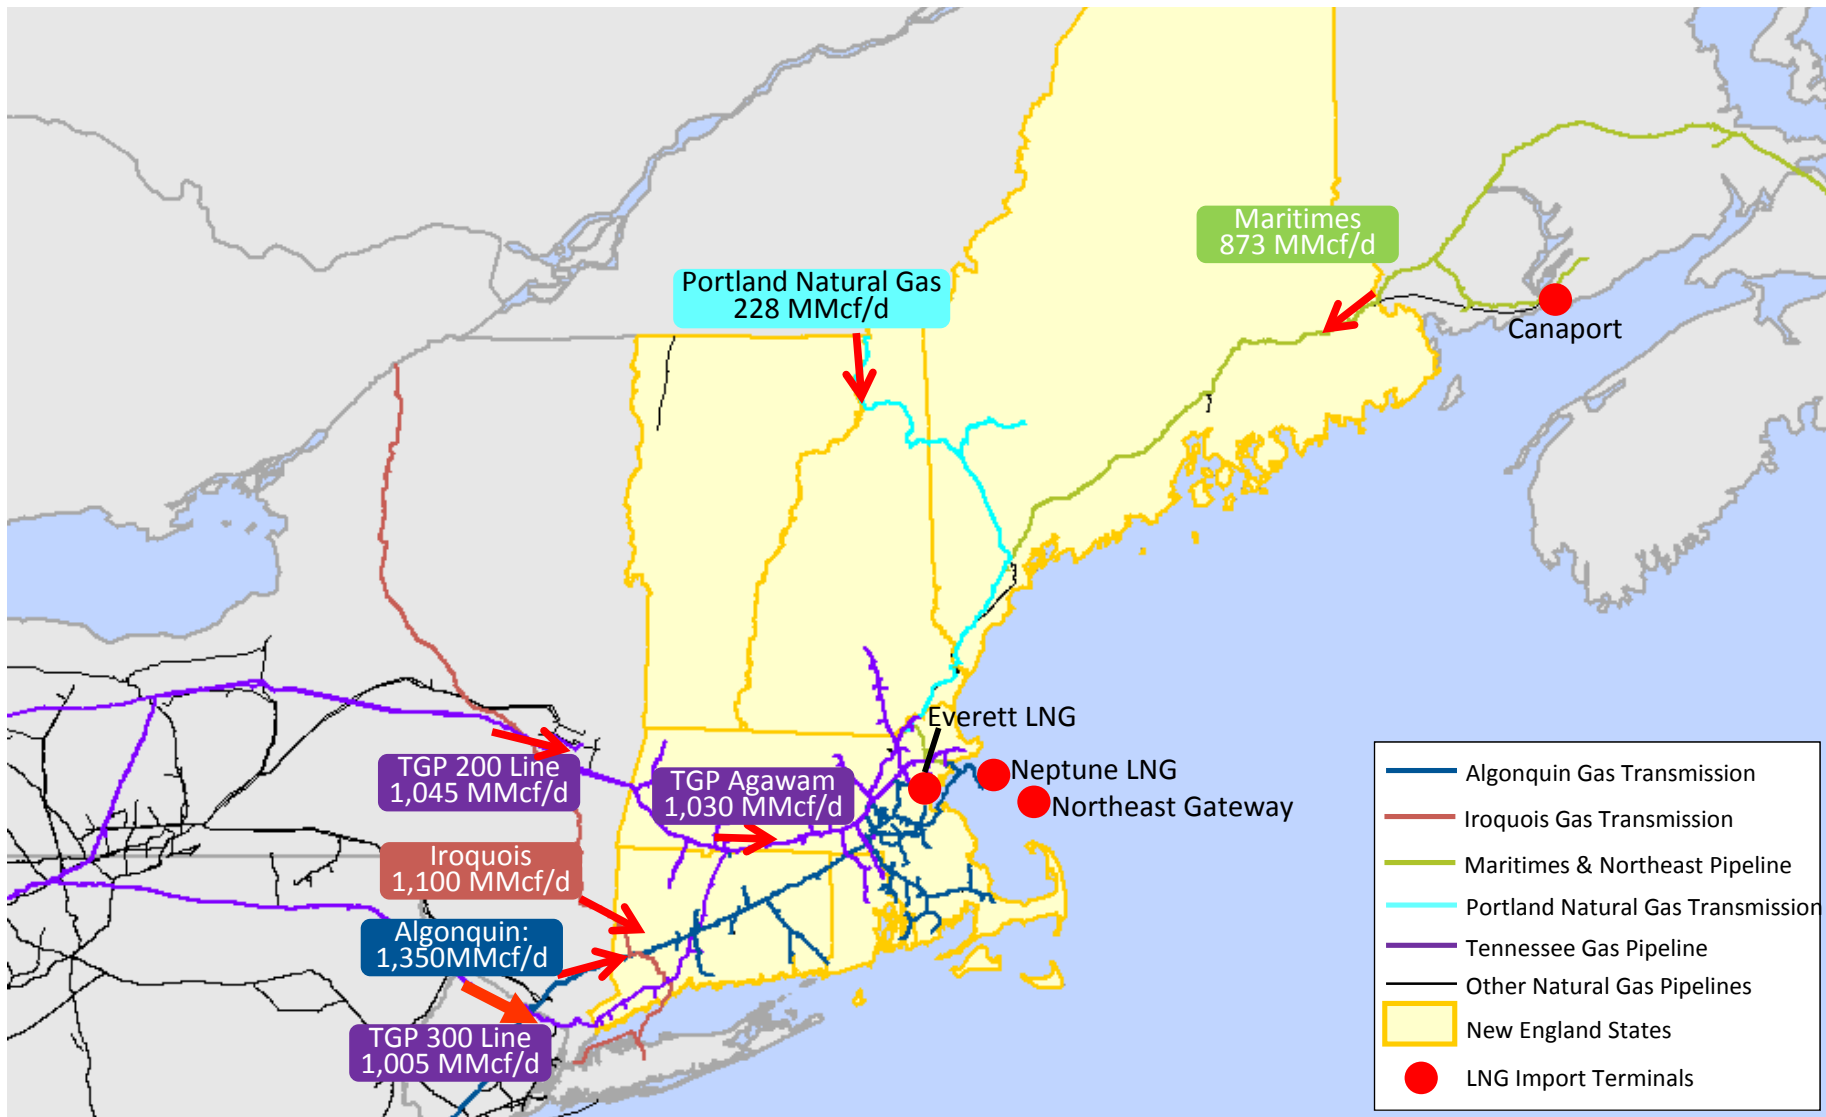 Maritimes
873 MMcf/d
Portland Natural Gas
228 MMcf/d
Canaport
Everett LNG
Neptune LNG
Northeast Gateway
TGP 200 Line
1,045 MMcf/d
TGP Agawam
1,030 MMcf/d
Iroquois
1,100 MMcf/d
Algonquin:
1,350MMcf/d
TGP 300 Line
1,005 MMcf/d
Algonquin Gas Transmission
Iroquois Gas Transmission
Maritimes & Northeast Pipeline
Portland Natural Gas Transmission
Tennessee Gas Pipeline
Other Natural Gas Pipelines
New England States
LNG Import Terminals